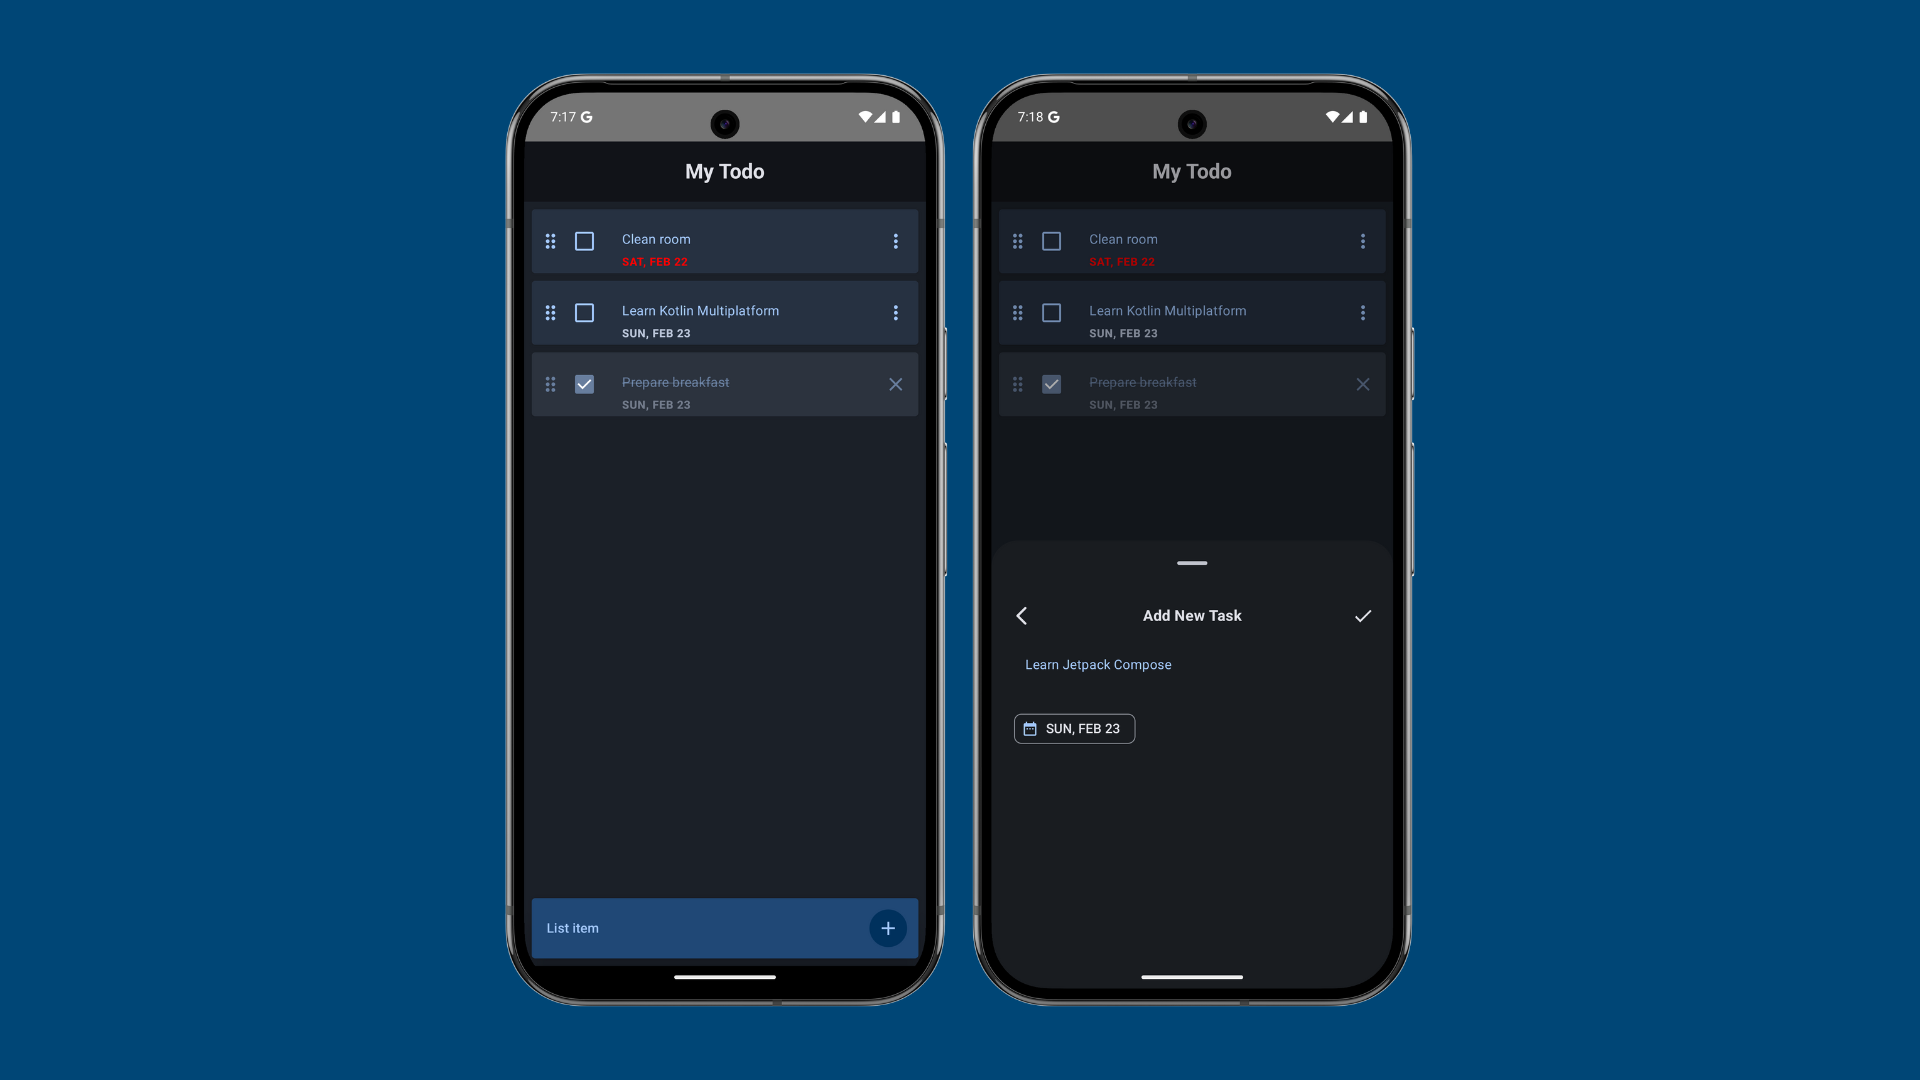 7:17 G
My Todo
Clean room
SAT, FEB 22
Learn Kotlin Multiplatform
SUN, FEB 23
Prepare breakfast
SUN, FEB 23
List item
7:18 G
My Todo
Clean room
SAT, FEB 22
Learn Kotlin Multiplatform
SUN, FEB 23
Prepare breakfast
SUN, FEB 23
Add New Task
Learn Jetpack Compose
SUN, FEB 23